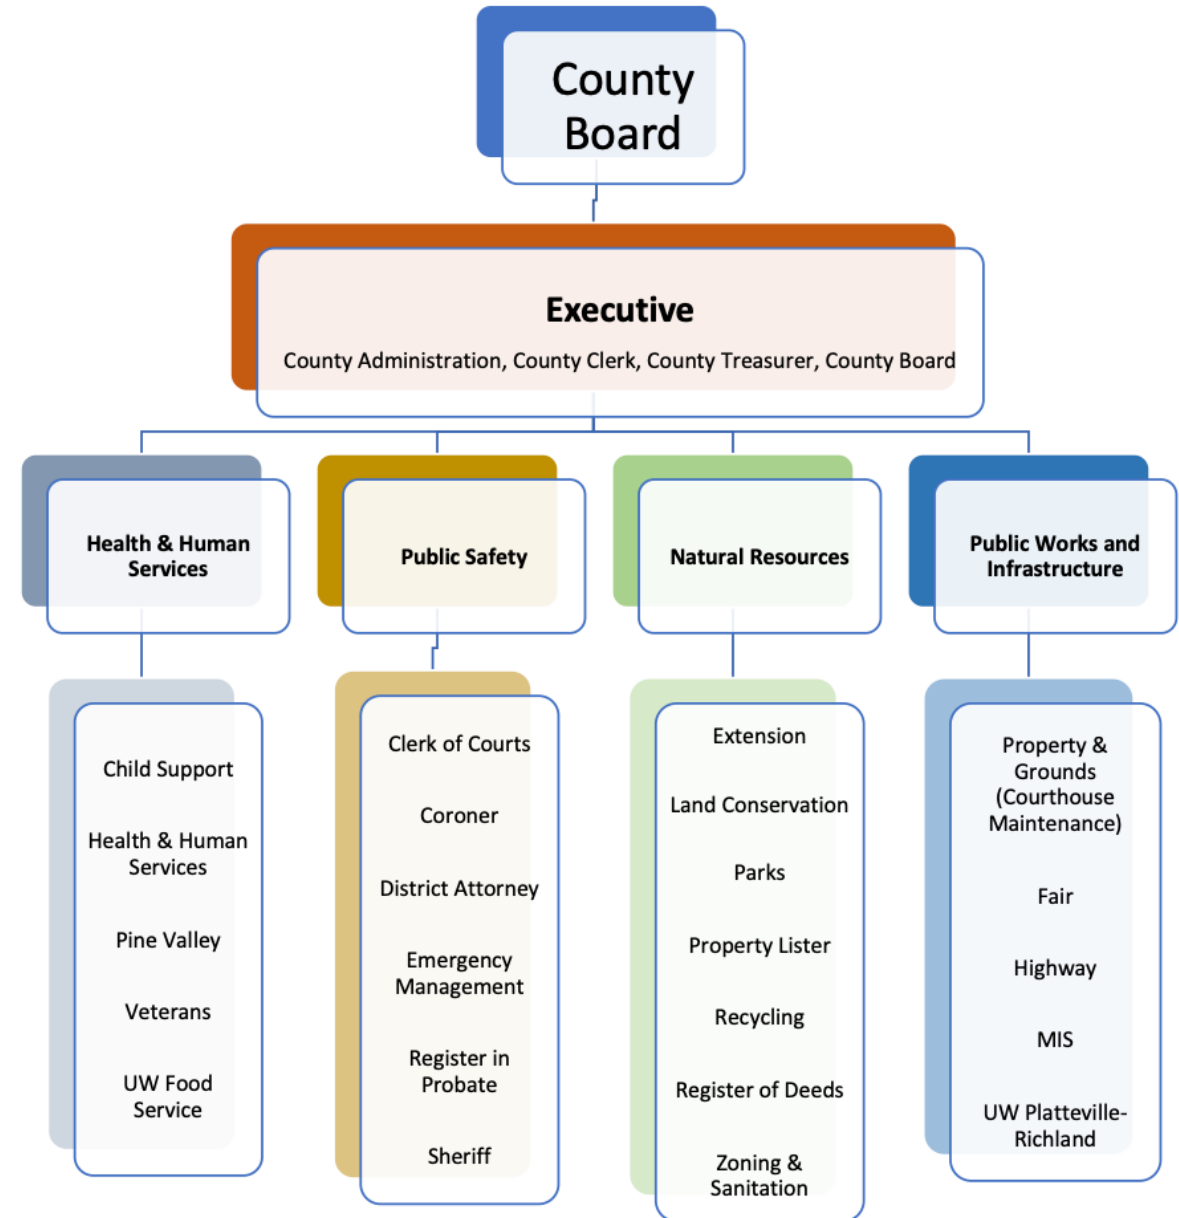 County
Board
Executive
County Administration, County Clerk, County Treasurer, County Board
Health & Human
Services
Public Safety
Natural Resources
Public Works and
Infrastructure
Child Support
Health & Human
Services
Pine Valley
Veterans
UW Food
Service
Clerk of Courts
Coroner
District Attorney
Emergency
Management
Register in
Probate
Sheriff
Extension
Land Conservation
Parks
Property Lister
Recycling
Register of Deeds
Zoning &
Sanitation
Property &
Grounds
(Courthouse
Maintenance)
Fair
Highway
MIS
UW Platteville-
Richland